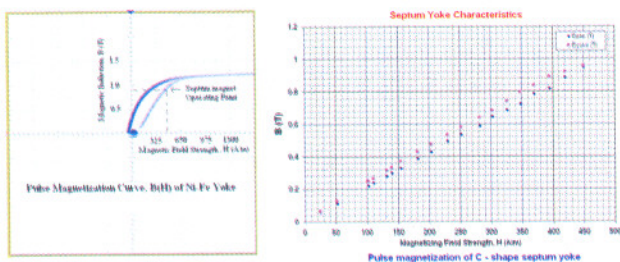 Magnetic Induction, B (T)
1.5
1.0
0.5
Septum magnet
Operating Point
325 650 975 1300
Magnetic Field Strength, H (A/m)
Pulse Magnetization Curve, B(H) of Ni-Fe Yoke
Septum Yoke Characteristics
B (T)
1.2
1
0.8
0.6
0.4
0.2
0
0 50 100 150 200 250 300 350 400 450 500
Magnetizing Field Strength, H (A/m)
Pulse magnetization of C - shape septum yoke